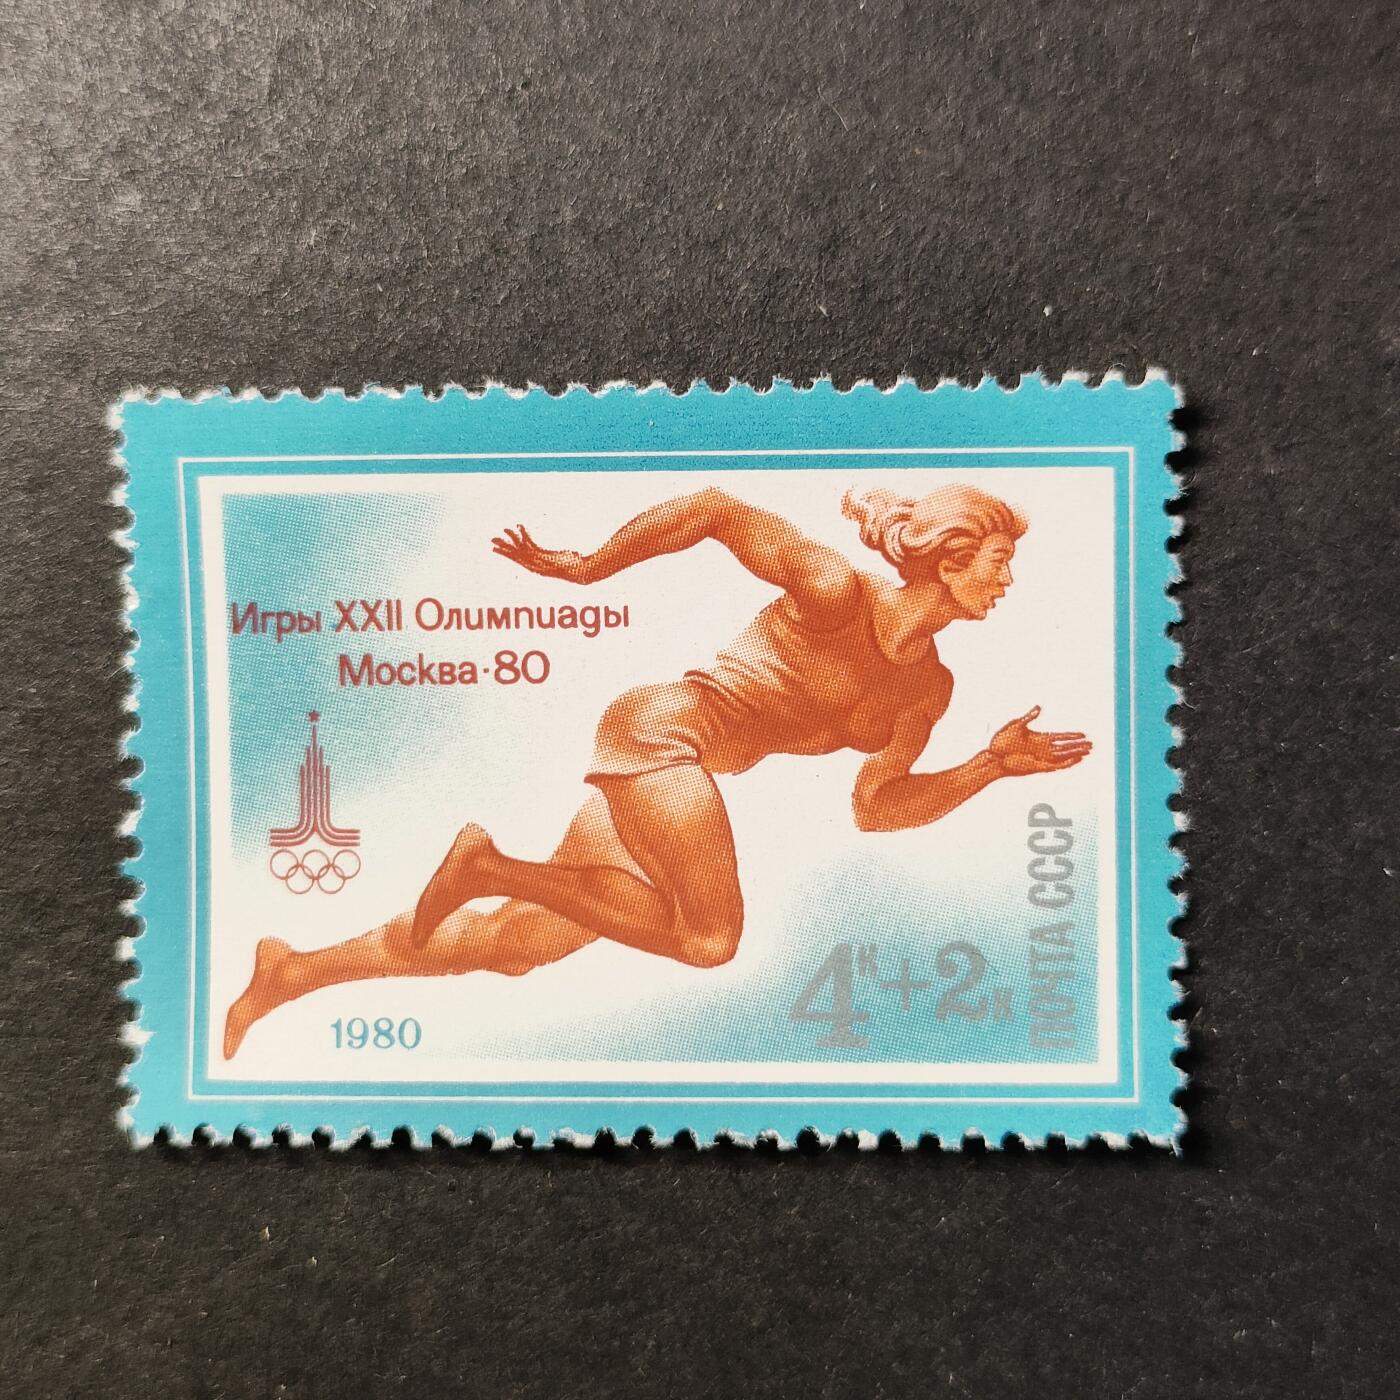 Игры XXII Олимпиады
Москва·80
1980
4к+2к
ПОЧТА СССР